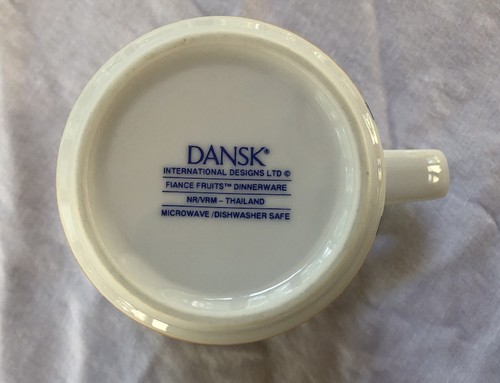 DANSK®
INTERNATIONAL DESIGNS LTD ©
FIANCE FRUITS™ DINNERWARE
NR/VRM – THAILAND
MICROWAVE /DISHWASHER SAFE